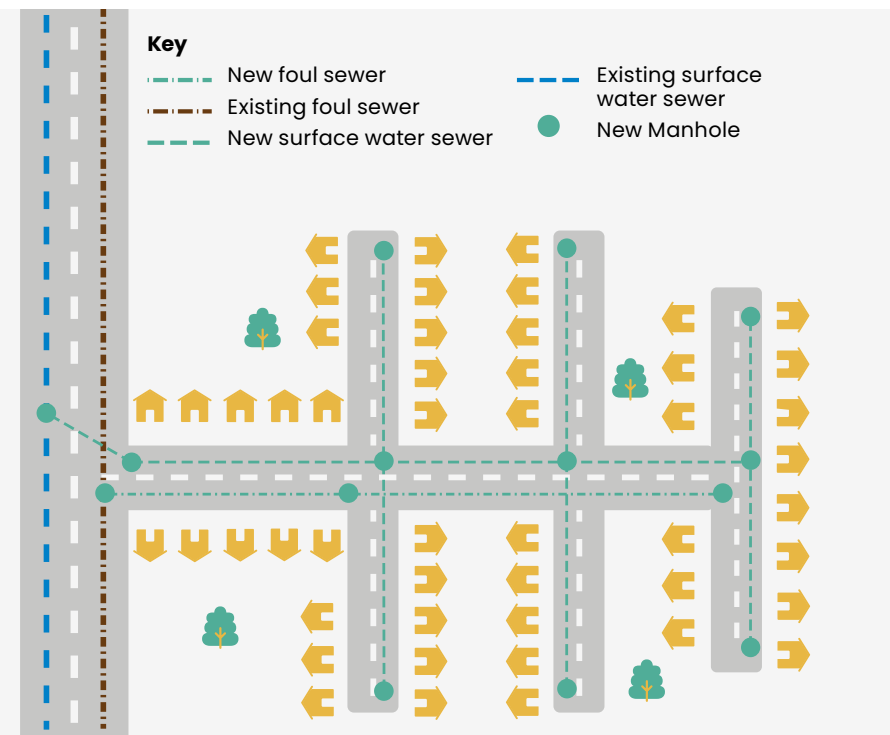 Key
New foul sewer
Existing foul sewer
New surface water sewer
Existing surface
water sewer
New Manhole